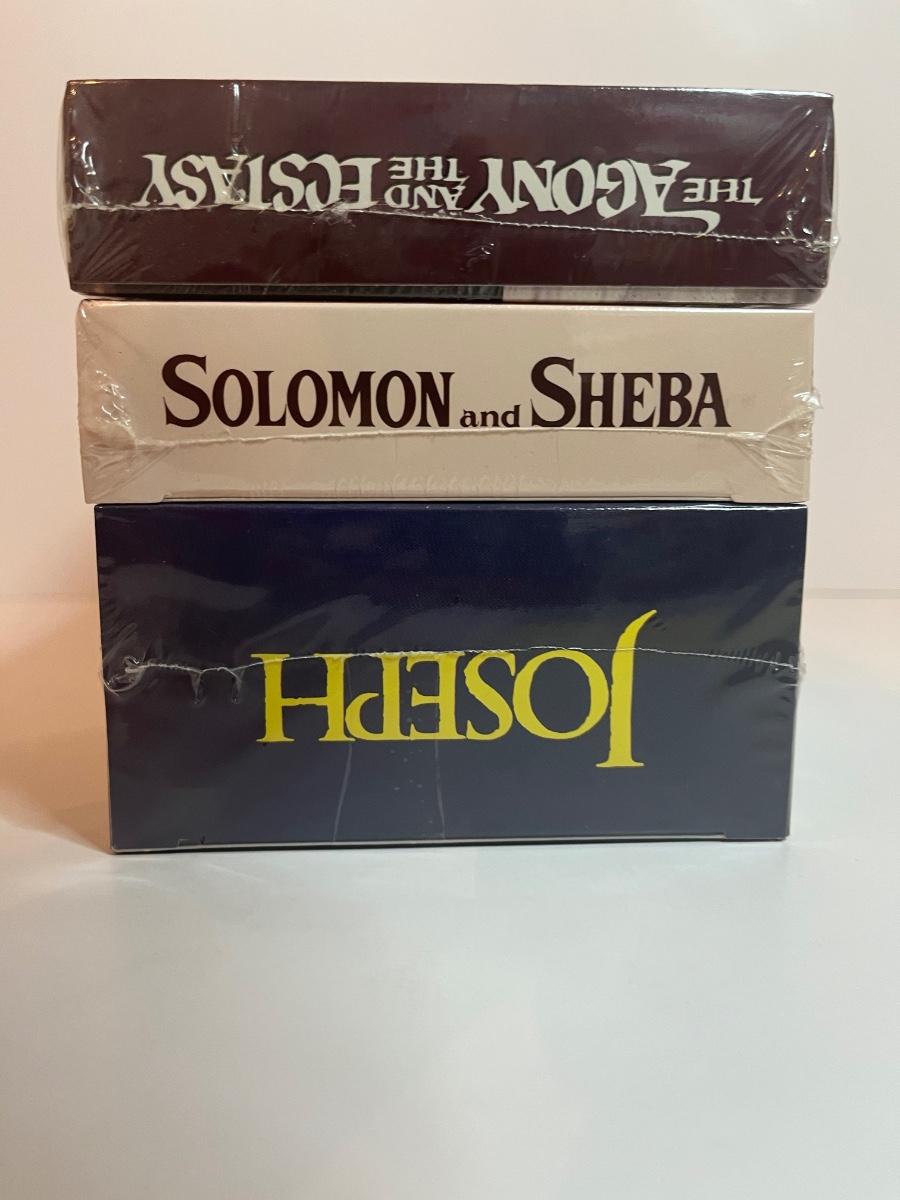 THE AGONY AND THE ECSTASY
SOLOMON and SHEBA
JOSEPH